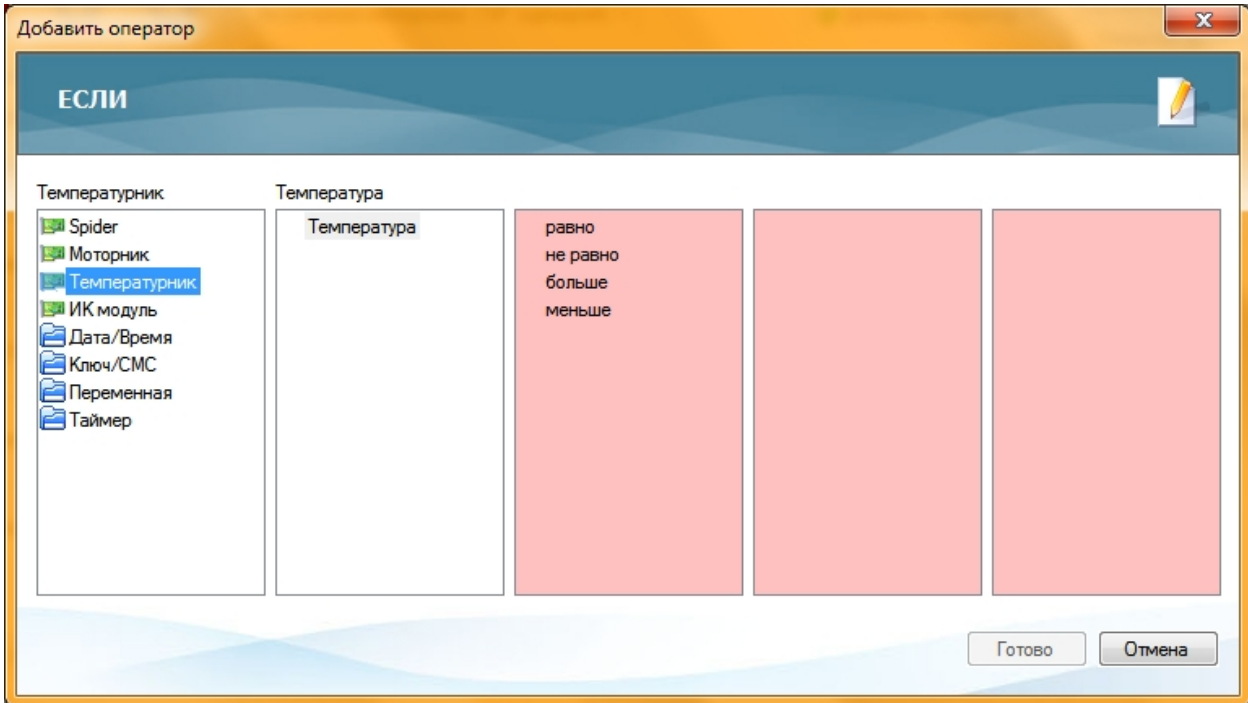 Добавить оператор
ЕСЛИ
Температурник
Температура
Spider
Моторник
Температурник
ИК модуль
Дата/Время
Ключ/СМС
Переменная
Таймер
Температура
равно
не равно
больше
меньше
Готово
Отмена